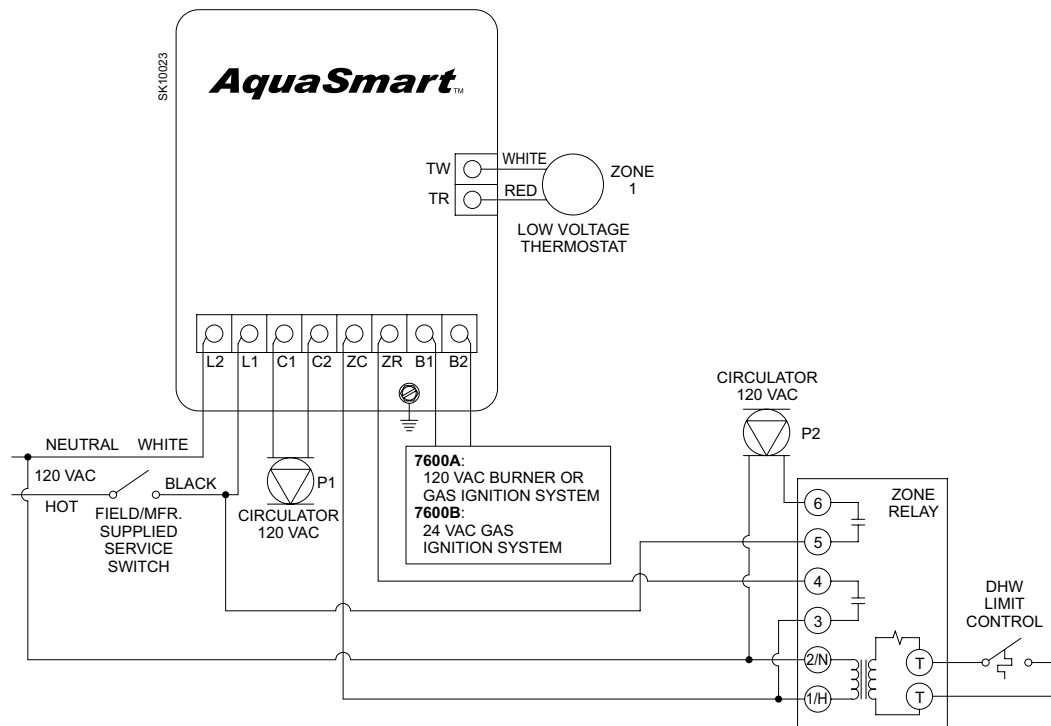 SK10023
AquaSmart™
TW
WHITE
TR
RED
ZONE
1
LOW VOLTAGE
THERMOSTAT
L2 L1 C1 C2 ZC ZR B1 B2
NEUTRAL WHITE
120 VAC
HOT
BLACK
FIELD/MFR.
SUPPLIED
SERVICE
SWITCH
P1
CIRCULATOR
120 VAC
7600A:
120 VAC BURNER OR
GAS IGNITION SYSTEM
7600B:
24 VAC GAS
IGNITION SYSTEM
CIRCULATOR
120 VAC
P2
ZONE
RELAY
6
5
4
3
2/N
1/H
T
T
DHW
LIMIT
CONTROL